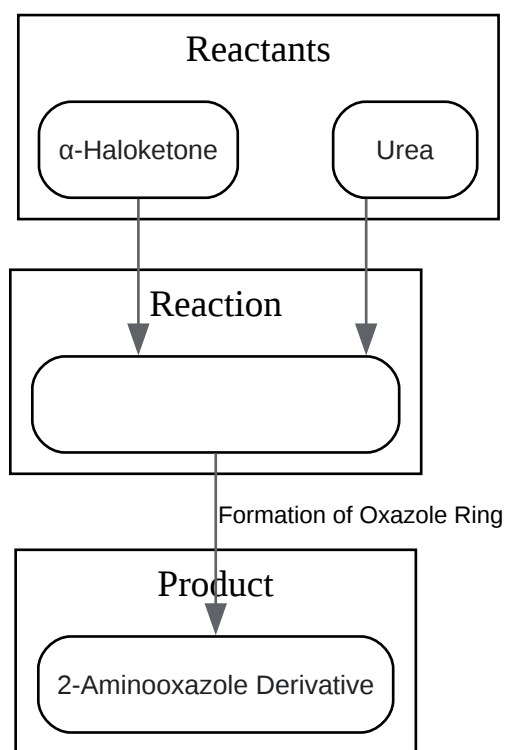 Reactants
α-Haloketone
Urea
Reaction
Formation of Oxazole Ring
Product
2-Aminooxazole Derivative